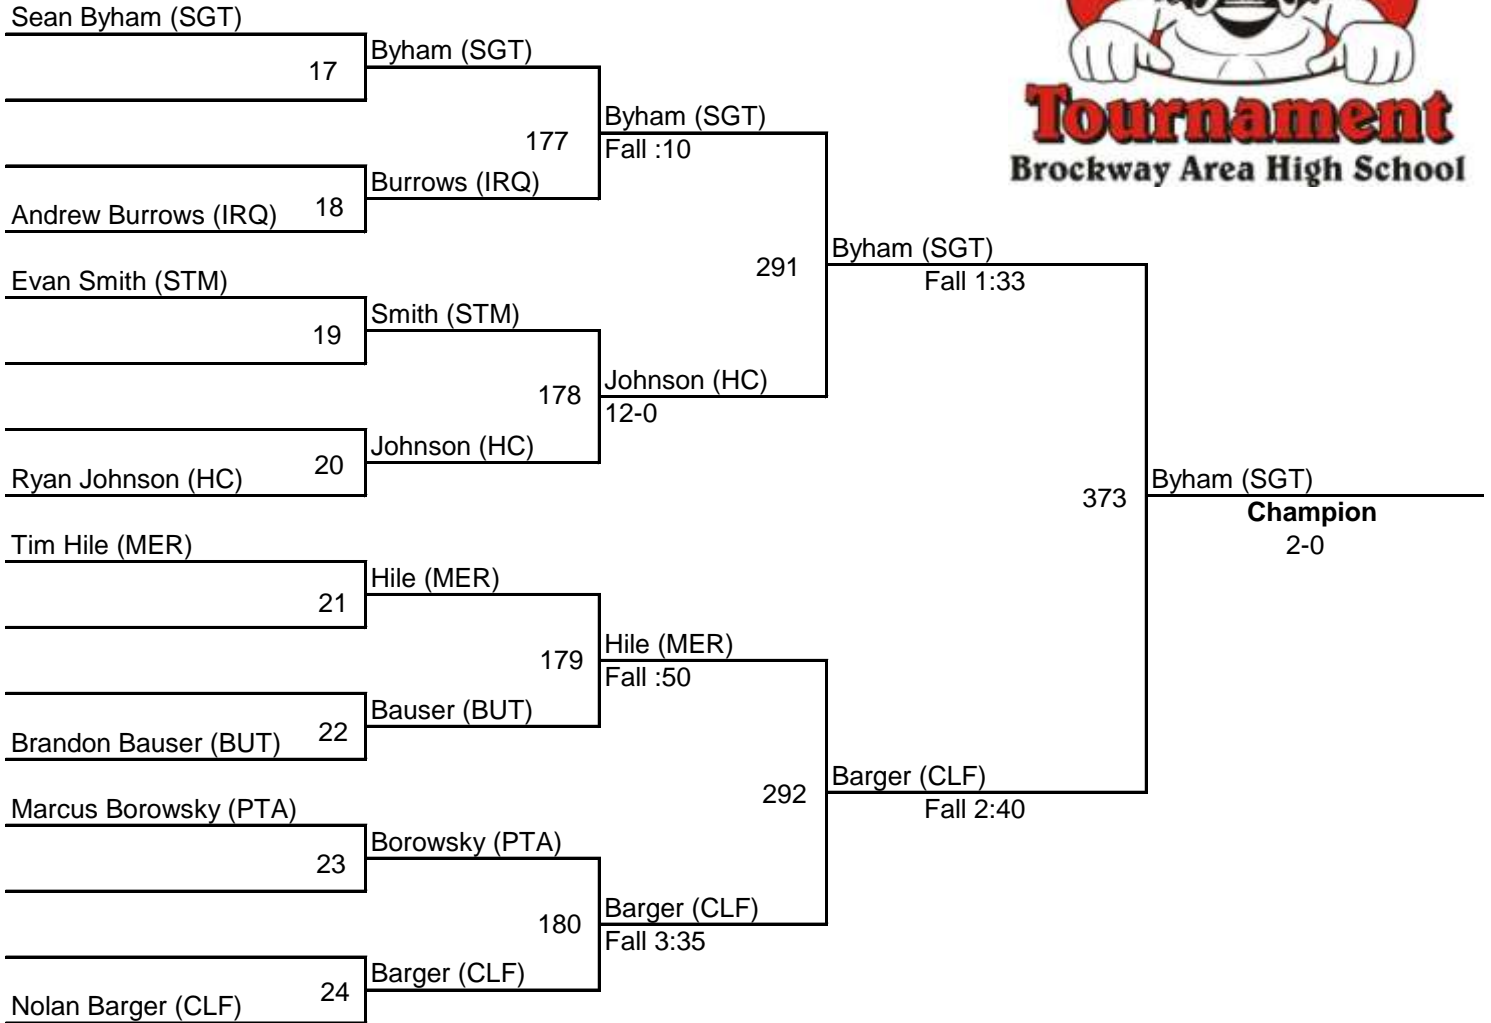 Sean Byham (SGT)
17
Byham (SGT)
177
Byham (SGT)
Fall :10
Burrows (IRQ)
18
Andrew Burrows (IRQ)
291
Byham (SGT)
Fall 1:33
Evan Smith (STM)
19
Smith (STM)
178
Johnson (HC)
12-0
Johnson (HC)
20
Ryan Johnson (HC)
373
Byham (SGT)
Champion
2-0
Tim Hile (MER)
21
Hile (MER)
179
Hile (MER)
Fall :50
Bauser (BUT)
22
Brandon Bauser (BUT)
292
Barger (CLF)
Fall 2:40
Marcus Borowsky (PTA)
23
Borowsky (PTA)
180
Barger (CLF)
Fall 3:35
Barger (CLF)
24
Nolan Barger (CLF)
Tournament
Brockway Area High School